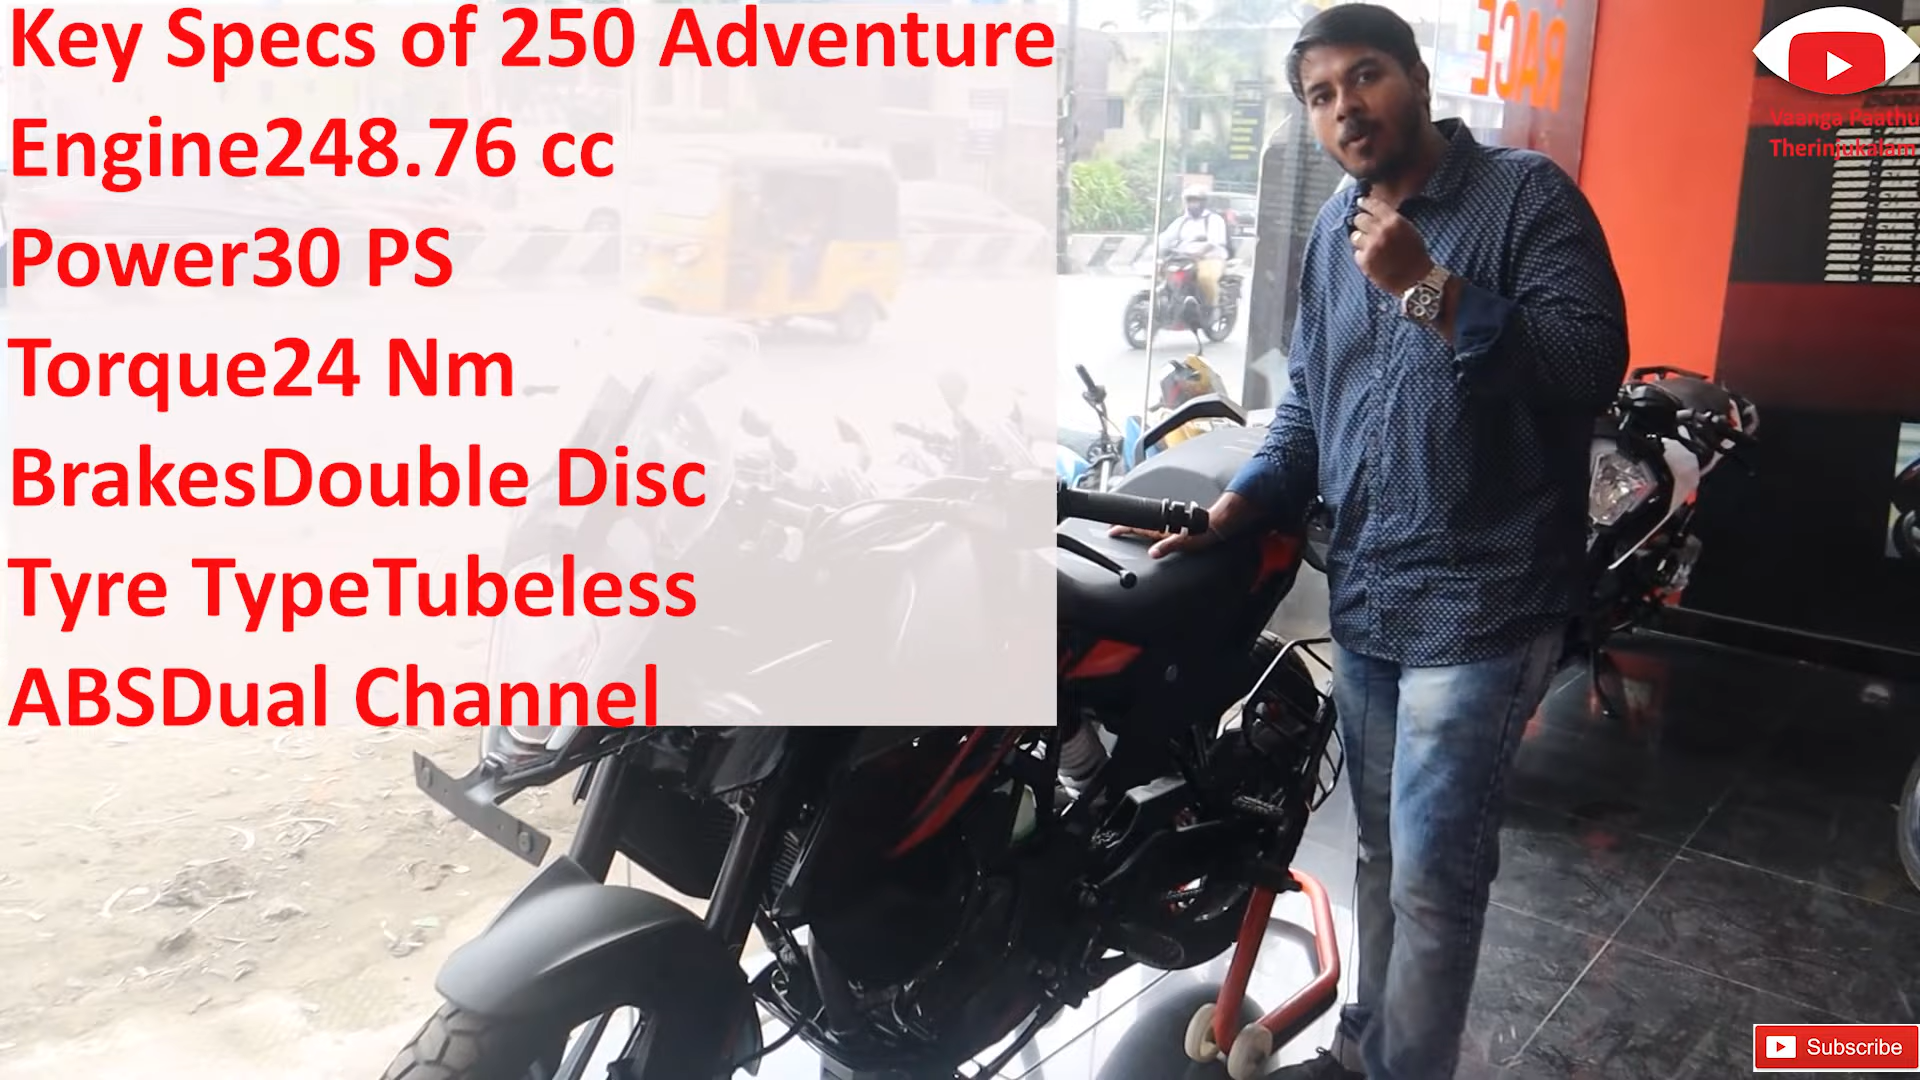 Key Specs of 250 Adventure
Engine248.76 cc
Power30 PS
Torque24 Nm
BrakesDouble Disc
Tyre TypeTubeless
ABSDual Channel
RACE
Vaanga Paathu
Therinjukalam
Subscribe